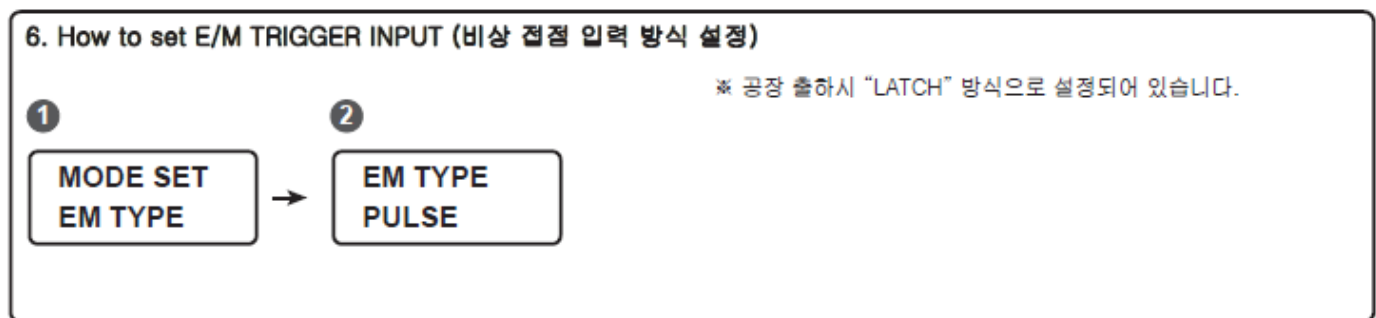 6. How to set E/M TRIGGER INPUT (비상 접점 입력 방식 설정)
※ 공장 출하시 “LATCH” 방식으로 설정되어 있습니다.
1 2
MODE SET
EM TYPE
→
EM TYPE
PULSE